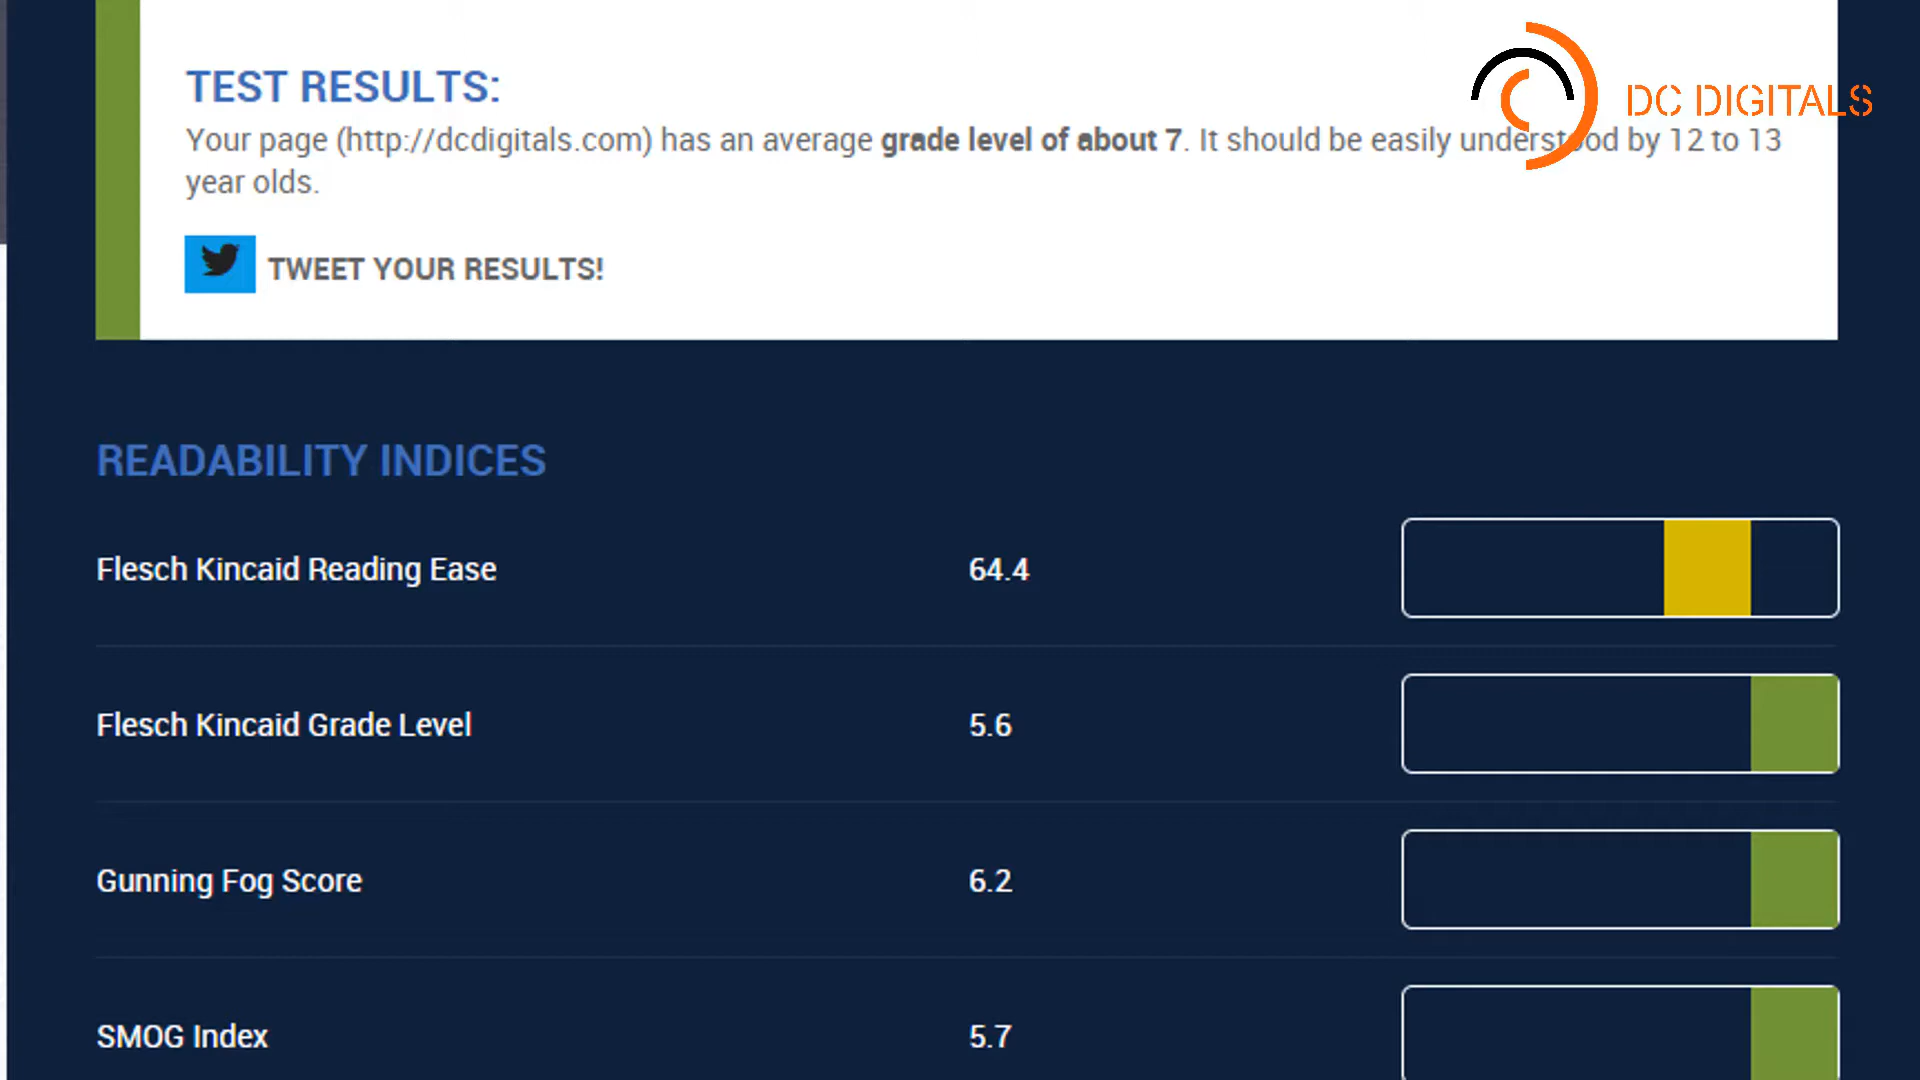 DC DIGITALS
TEST RESULTS:
Your page (http://dcdigitals.com) has an average grade level of about 7. It should be easily understood by 12 to 13
year olds.
TWEET YOUR RESULTS!
READABILITY INDICES
Flesch Kincaid Reading Ease 64.4
Flesch Kincaid Grade Level 5.6
Gunning Fog Score 6.2
SMOG Index 5.7